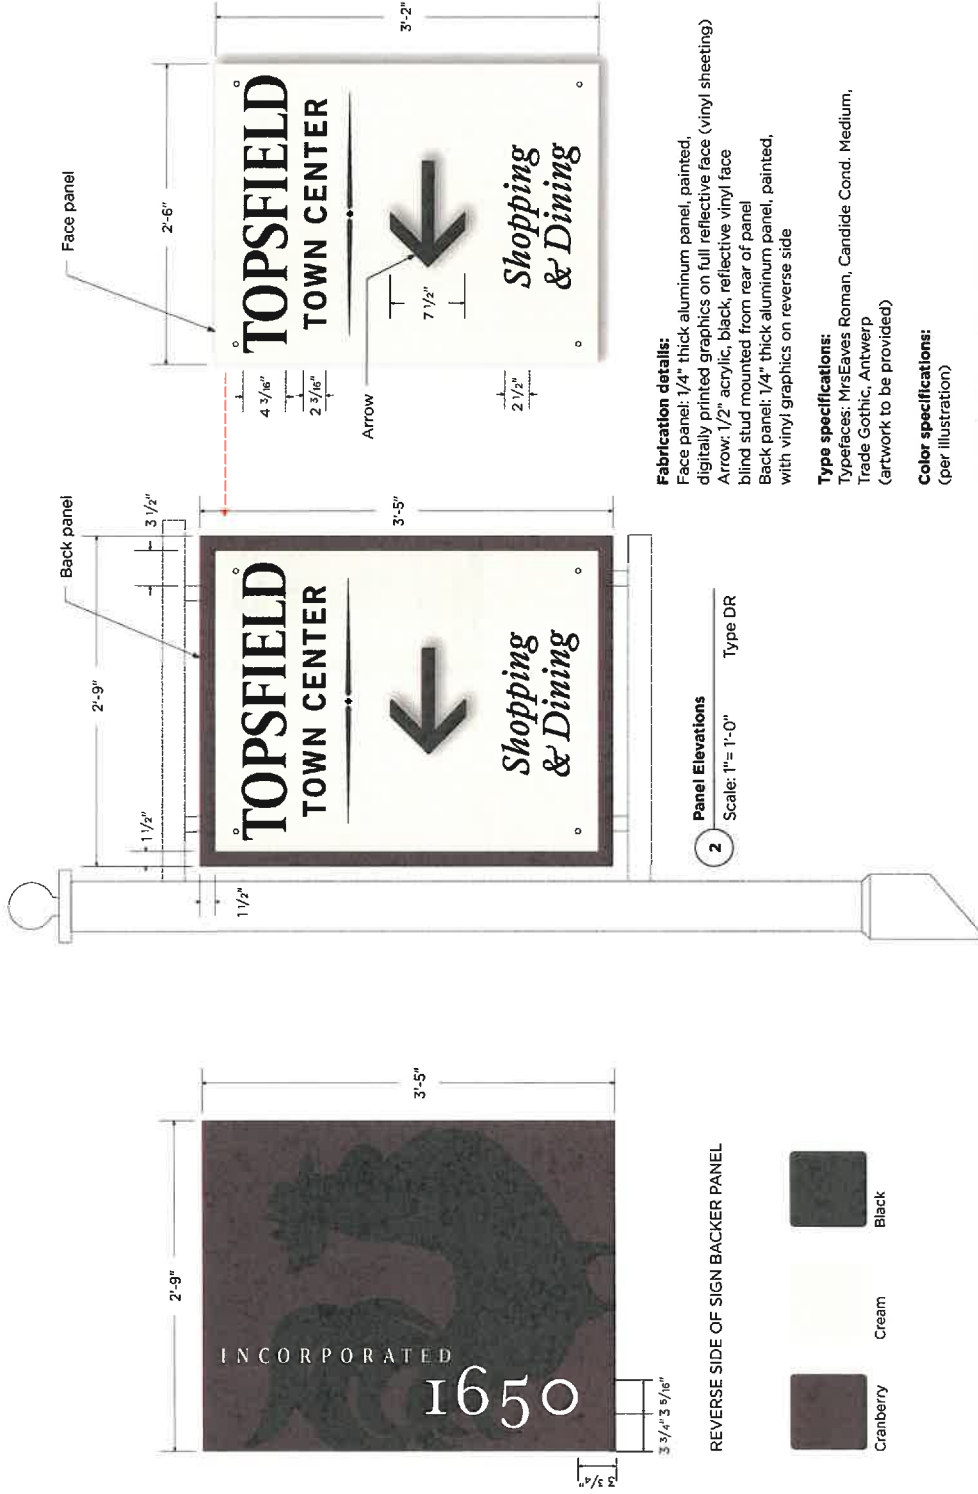 2'-9"
3'-5"
INCORPORATED
1650
3 3/4"
3 3/4"
3 5/16"
REVERSE SIDE OF SIGN BACKER PANEL
Cranberry
Cream
Black
Back panel
2'-9"
1 1/2"
3 1/2"
1 1/2"
3'-5"
TOPSFIELD
TOWN CENTER
Shopping
& Dining
2
Panel Elevations
Scale: 1"= 1'-0"
Type DR
Face panel
2'-6"
3'-2"
4 3/16"
2 3/16"
Arrow
7 1/2"
2 1/2"
TOPSFIELD
TOWN CENTER
Shopping
& Dining
Fabrication details:
Face panel: 1/4" thick aluminum panel, painted,
digitally printed graphics on full reflective face (vinyl sheeting)
Arrow: 1/2" acrylic, black, reflective vinyl face
blind stud mounted from rear of panel
Back panel: 1/4" thick aluminum panel, painted,
with vinyl graphics on reverse side
Type specifications:
Typefaces: MrsEaves Roman, Candide Cond. Medium,
Trade Gothic, Antwerp
(artwork to be provided)
Color specifications:
(per illustration)